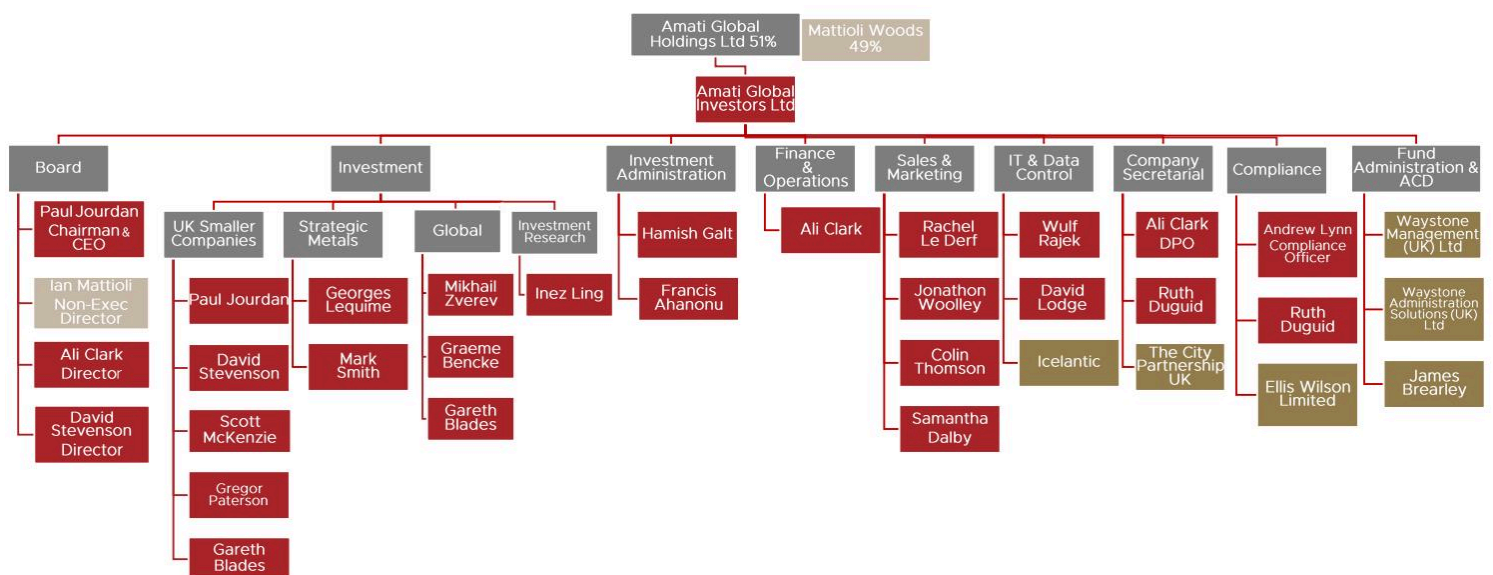 Amati Global
Holdings Ltd 51%
Mattioli Woods
49%
Amati Global
Investors Ltd
Board
Paul Jourdan
Chairman &
CEO
Ian Mattioli
Non-Exec
Director
Ali Clark
Director
David
Stevenson
Director
Investment
UK Smaller
Companies
Paul Jourdan
David
Stevenson
Scott
McKenzie
Gregor
Paterson
Gareth
Blades
Strategic
Metals
Georges
Lequime
Mark
Smith
Global
Mikhail
Zverev
Graeme
Bencke
Gareth
Blades
Investment
Research
Inez Ling
Investment
Administration
Hamish Galt
Francis
Ahanonu
Finance
&
Operations
Ali Clark
Sales &
Marketing
Rachel
Le Derf
Jonathon
Woolley
Colin
Thomson
Samantha
Dalby
IT & Data
Control
Wulf
Rajek
David
Lodge
Icelantic
Company
Secretarial
Ali Clark
DPO
Ruth
Duguid
The City
Partnership
UK
Compliance
Andrew Lynn
Compliance
Officer
Ruth
Duguid
Ellis Wilson
Limited
Fund
Administration &
ACD
Waystone
Management
(UK) Ltd
Waystone
Administration
Solutions (UK)
Ltd
James
Brearley